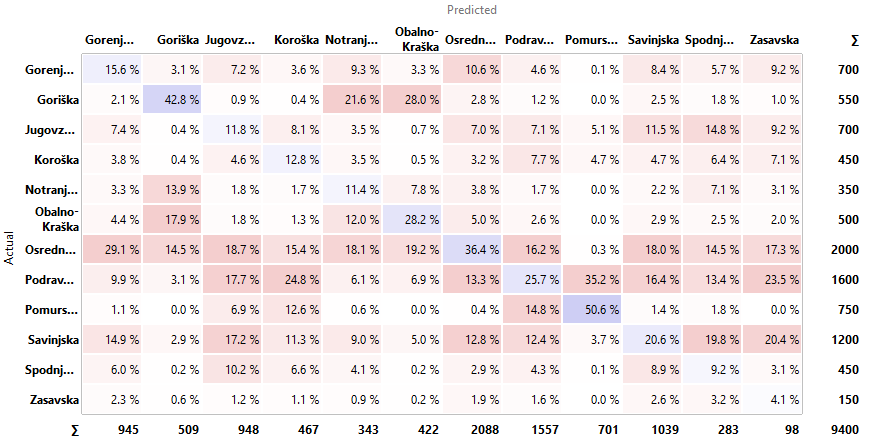 Predicted
Gorenj... Goriška Jugovz... Koroška Notranj... Obalno-Kraška Osredn... Podrav... Pomurs... Savinjska Spodnj... Zasavska Σ
Gorenj... 15.6 % 3.1 % 7.2 % 3.6 % 9.3 % 3.3 % 10.6 % 4.6 % 0.1 % 8.4 % 5.7 % 9.2 % 700
Goriška 2.1 % 42.8 % 0.9 % 0.4 % 21.6 % 28.0 % 2.8 % 1.2 % 0.0 % 2.5 % 1.8 % 1.0 % 550
Jugovz... 7.4 % 0.4 % 11.8 % 8.1 % 3.5 % 0.7 % 7.0 % 7.1 % 5.1 % 11.5 % 14.8 % 9.2 % 700
Koroška 3.8 % 0.4 % 4.6 % 12.8 % 3.5 % 0.5 % 3.2 % 7.7 % 4.7 % 4.7 % 6.4 % 7.1 % 450
Notranj... 3.3 % 13.9 % 1.8 % 1.7 % 11.4 % 7.8 % 3.8 % 1.7 % 0.0 % 2.2 % 7.1 % 3.1 % 350
Obalno-Kraška 4.4 % 17.9 % 1.8 % 1.3 % 12.0 % 28.2 % 5.0 % 2.6 % 0.0 % 2.9 % 2.5 % 2.0 % 500
Osredn... 29.1 % 14.5 % 18.7 % 15.4 % 18.1 % 19.2 % 36.4 % 16.2 % 0.3 % 18.0 % 14.5 % 17.3 % 2000
Podrav... 9.9 % 3.1 % 17.7 % 24.8 % 6.1 % 6.9 % 13.3 % 25.7 % 35.2 % 16.4 % 13.4 % 23.5 % 1600
Pomurs... 1.1 % 0.0 % 6.9 % 12.6 % 0.6 % 0.0 % 0.4 % 14.8 % 50.6 % 1.4 % 1.8 % 0.0 % 750
Savinjska 14.9 % 2.9 % 17.2 % 11.3 % 9.0 % 5.0 % 12.8 % 12.4 % 3.7 % 20.6 % 19.8 % 20.4 % 1200
Spodnj... 6.0 % 0.2 % 10.2 % 6.6 % 4.1 % 0.2 % 2.9 % 4.3 % 0.1 % 8.9 % 9.2 % 3.1 % 450
Zasavska 2.3 % 0.6 % 1.2 % 1.1 % 0.9 % 0.2 % 1.9 % 1.6 % 0.0 % 2.6 % 3.2 % 4.1 % 150
Σ 945 509 948 467 343 422 2088 1557 701 1039 283 98 9400
Actual